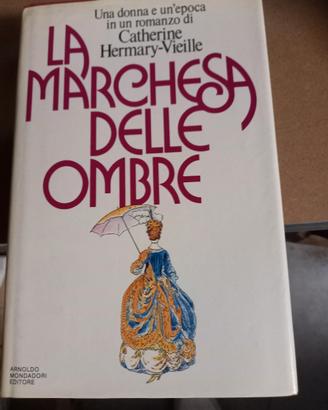 Una donna e un'epoca
in un romanzo di
Catherine
Hermary-Vieille
LA
MARCHESA
DELLE
OMBRE
ARNOLDO
MONDADORI
EDITORE